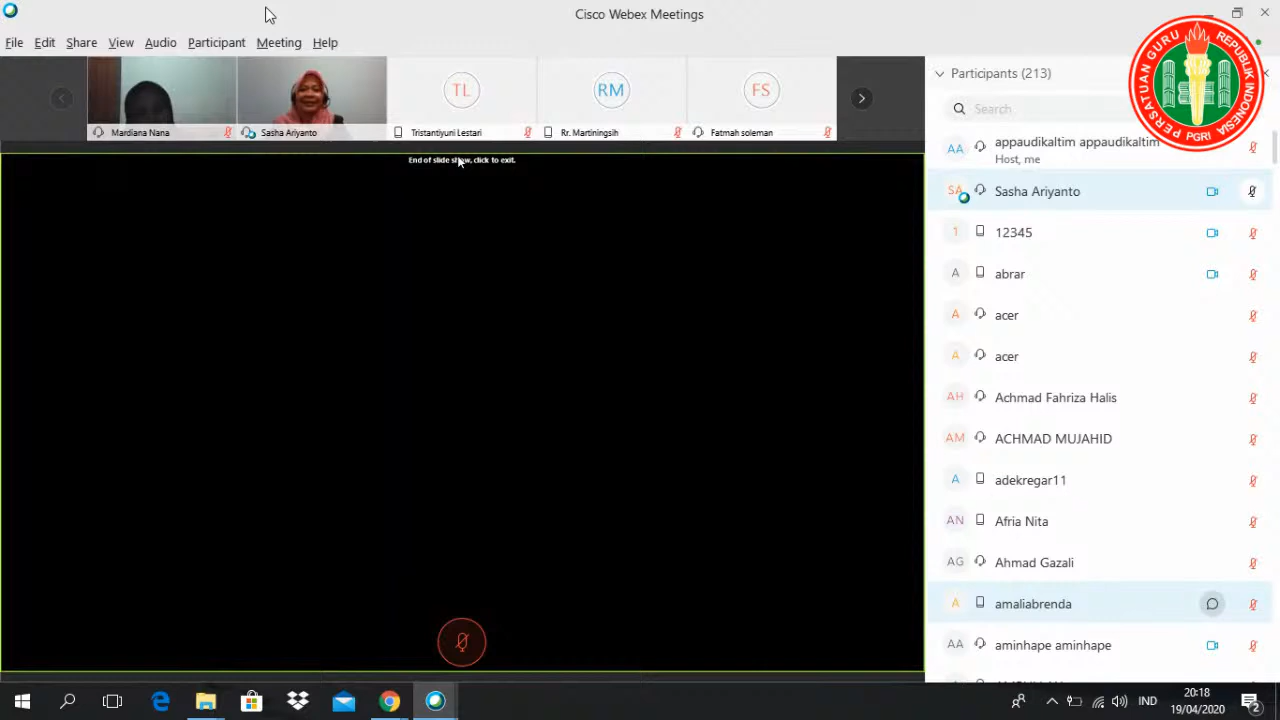 Cisco Webex Meetings
File Edit Share View Audio Participant Meeting Help
TL RM FS
Mardiana Nana Sasha Ariyanto Tristantiyuni Lestari Rr. Martiningsih Fatmah soleman
End of slide show, click to exit.
Participants (213)
Search
PERSATUAN GURU REPUBLIK INDONESIA
PGRI
AA appaudikaltim appaudikaltim
Host, me
SA Sasha Ariyanto
1 12345
A abrar
A acer
A acer
AH Achmad Fahriza Halis
AM ACHMAD MUJAHID
A adekregar11
AN Afria Nita
AG Ahmad Gazali
A amaliabrenda
AA aminhape aminhape
IND
20:18
19/04/2020
2